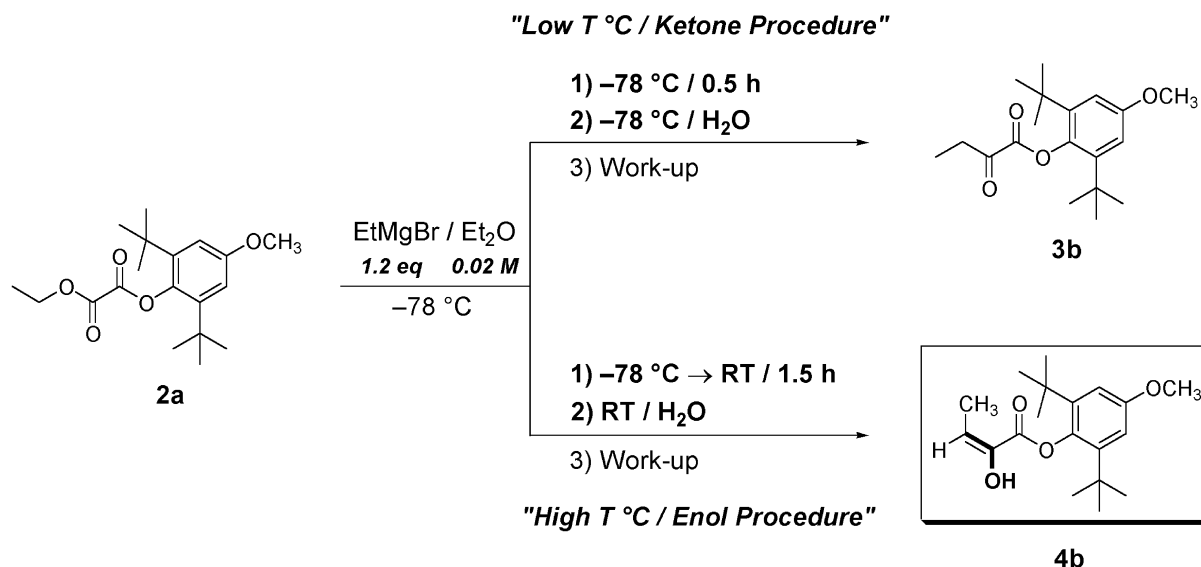 "Low T °C / Ketone Procedure"
1) –78 °C / 0.5 h
2) –78 °C / H₂O
3) Work-up
OCH₃
O
O
O
3b
EtMgBr / Et₂O
1.2 eq 0.02 M
–78 °C
OCH₃
O
O
O
O
2a
1) –78 °C → RT / 1.5 h
2) RT / H₂O
3) Work-up
"High T °C / Enol Procedure"
OCH₃
CH₃
O
H
O
OH
4b